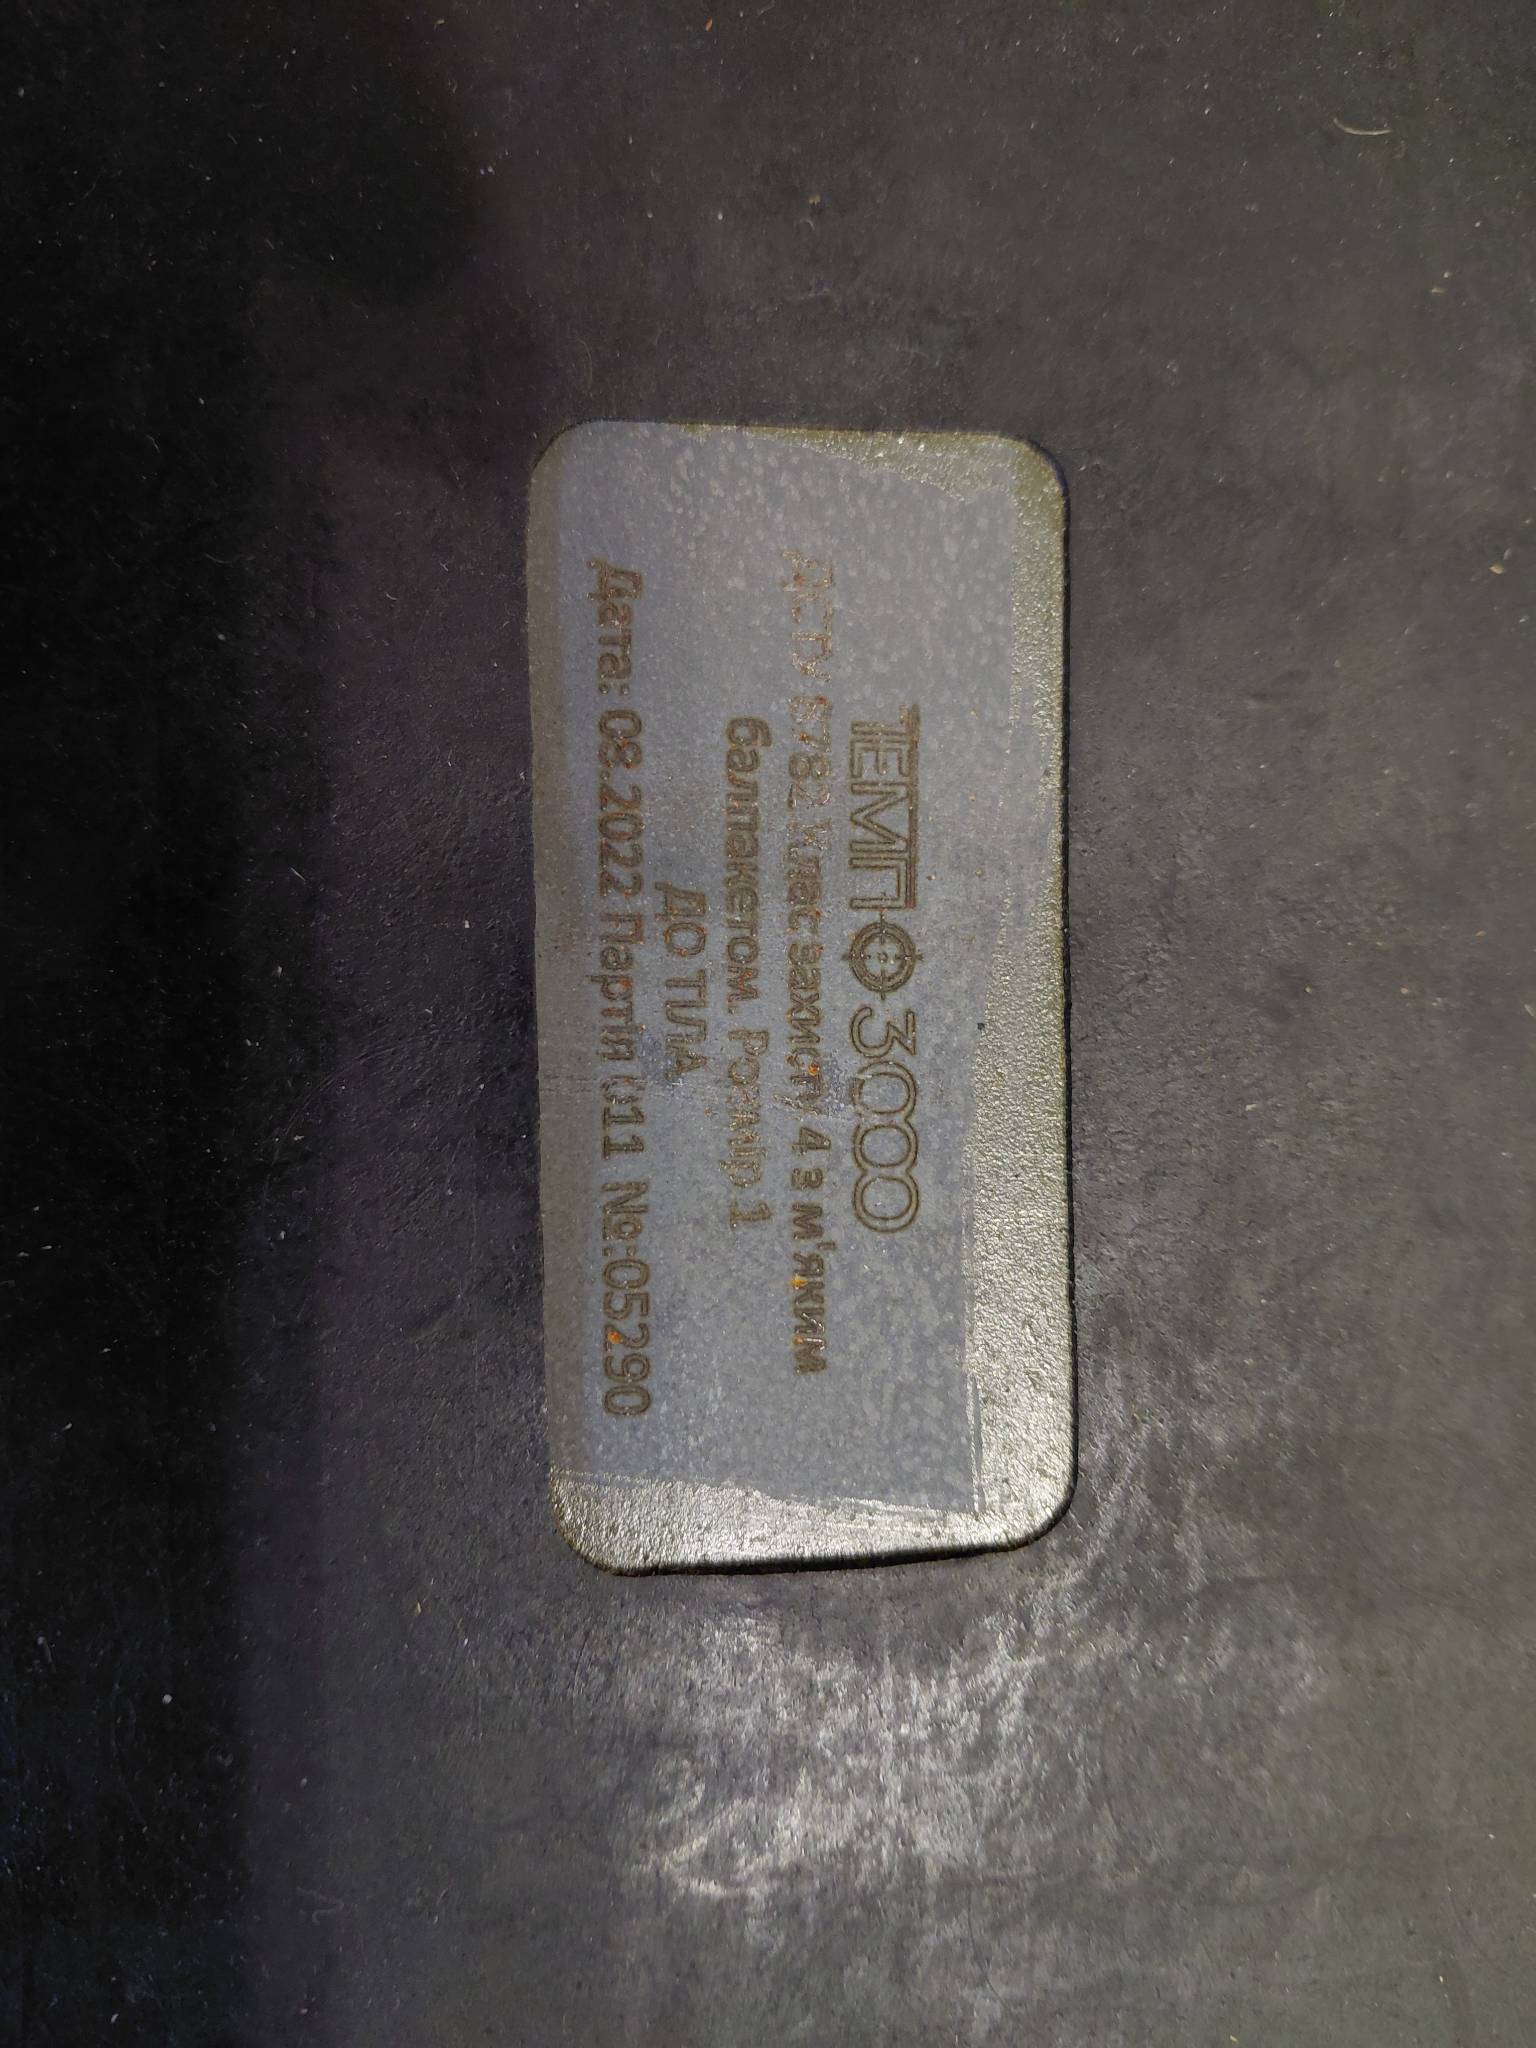 ТЕМП 3000
ДСТУ 8782 Клас захисту 4 з м'яким
балпакетом. Розмір 1
ДО ТІЛА
Дата: 08.2022 Партія №:05290